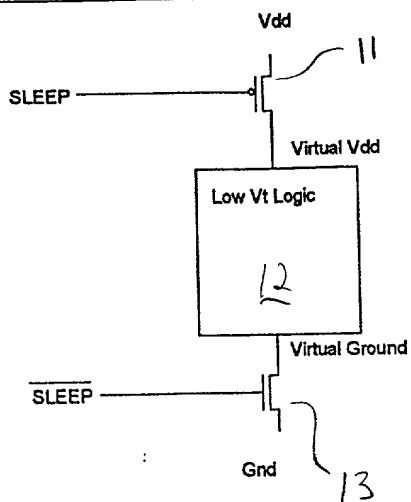 Vdd
11
SLEEP
Virtual Vdd
Low Vt Logic
12
Virtual Ground
SLEEP
Gnd
13